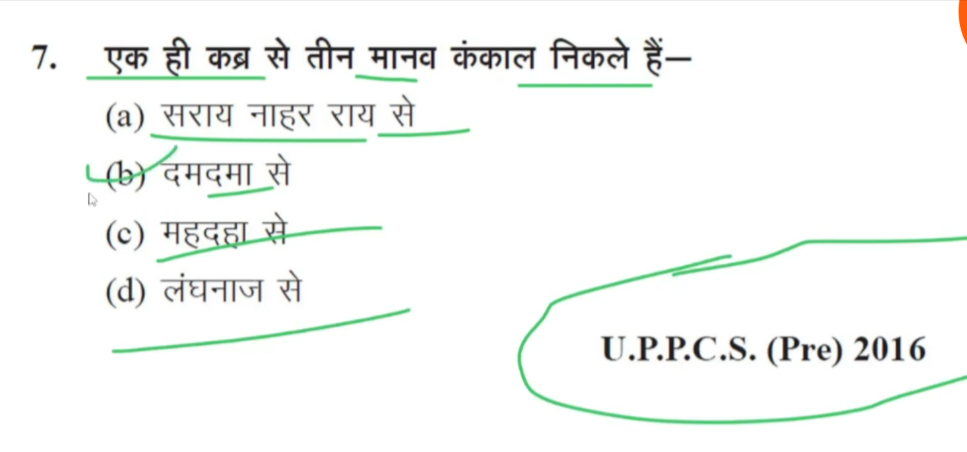 7. एक ही कब्र से तीन मानव कंकाल निकले हैं–
(a) सराय नाहर राय से
(b) दमदमा से
(c) महदहा से
(d) लंघनाज से
U.P.P.C.S. (Pre) 2016